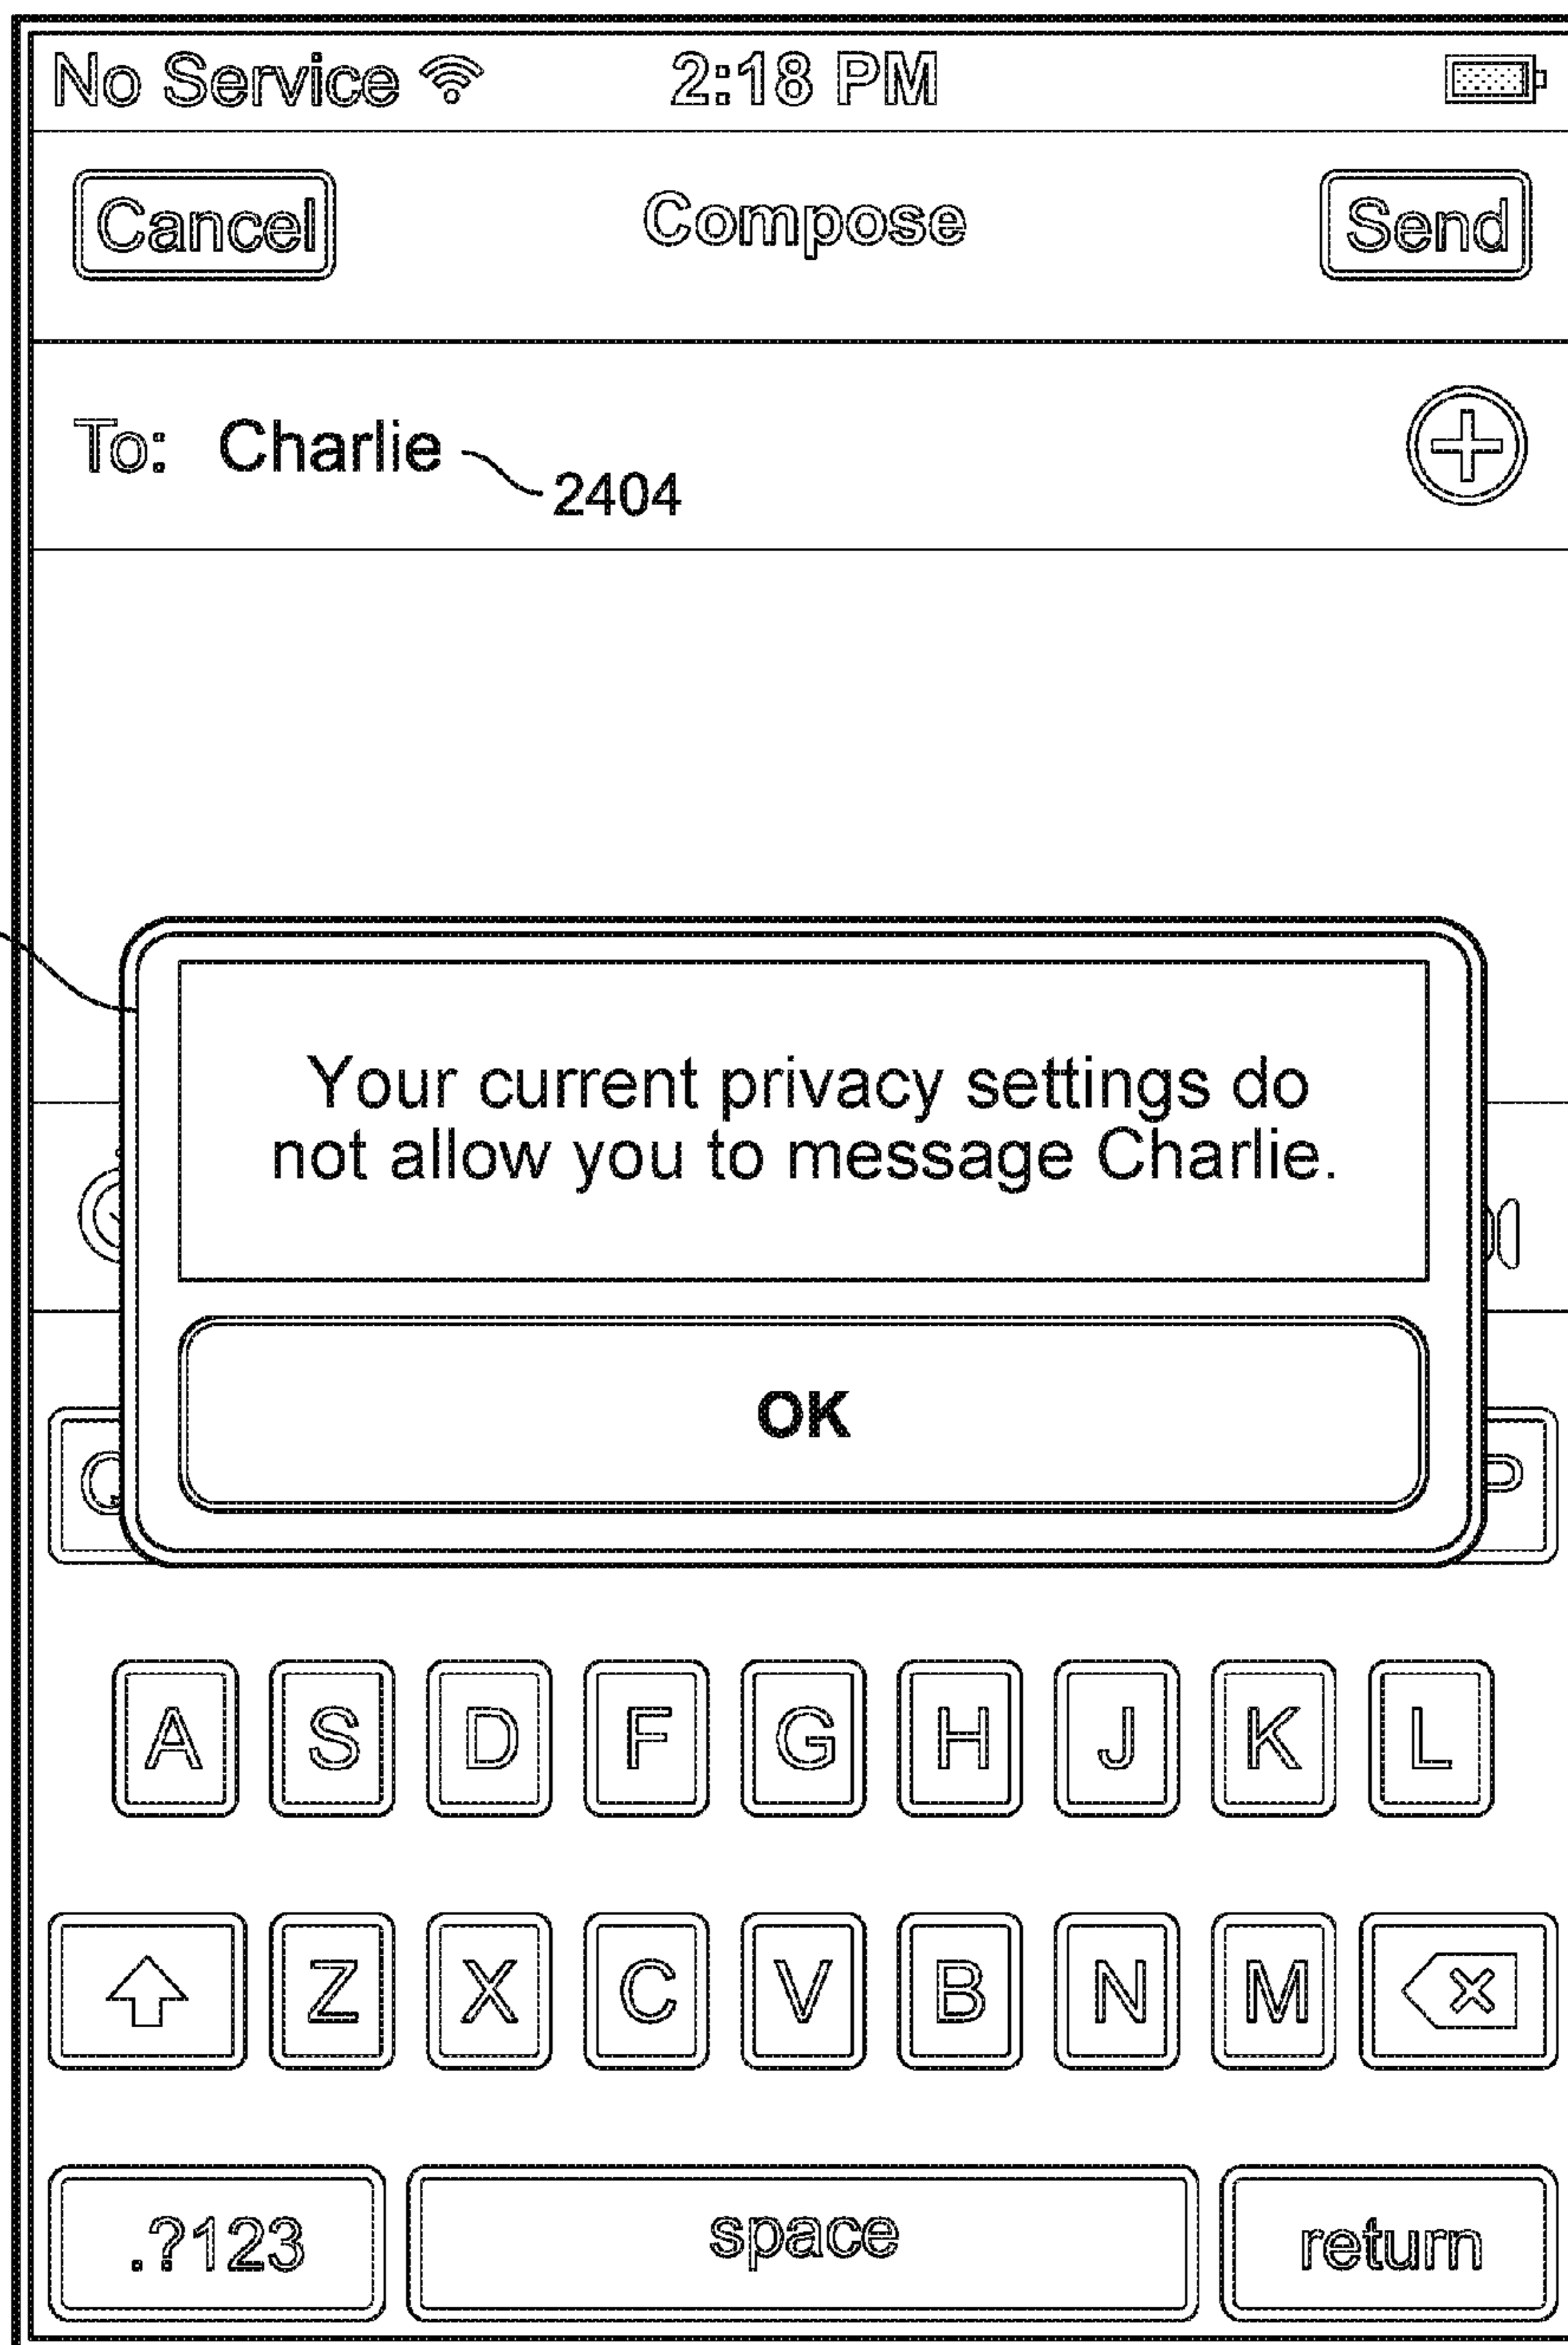 No Service 2:18 PM
Cancel Compose Send
To: Charlie
2404
Your current privacy settings do
not allow you to message Charlie.
OK
Q P
A S D F G H J K L
Z X C V B N M
.?123 space return